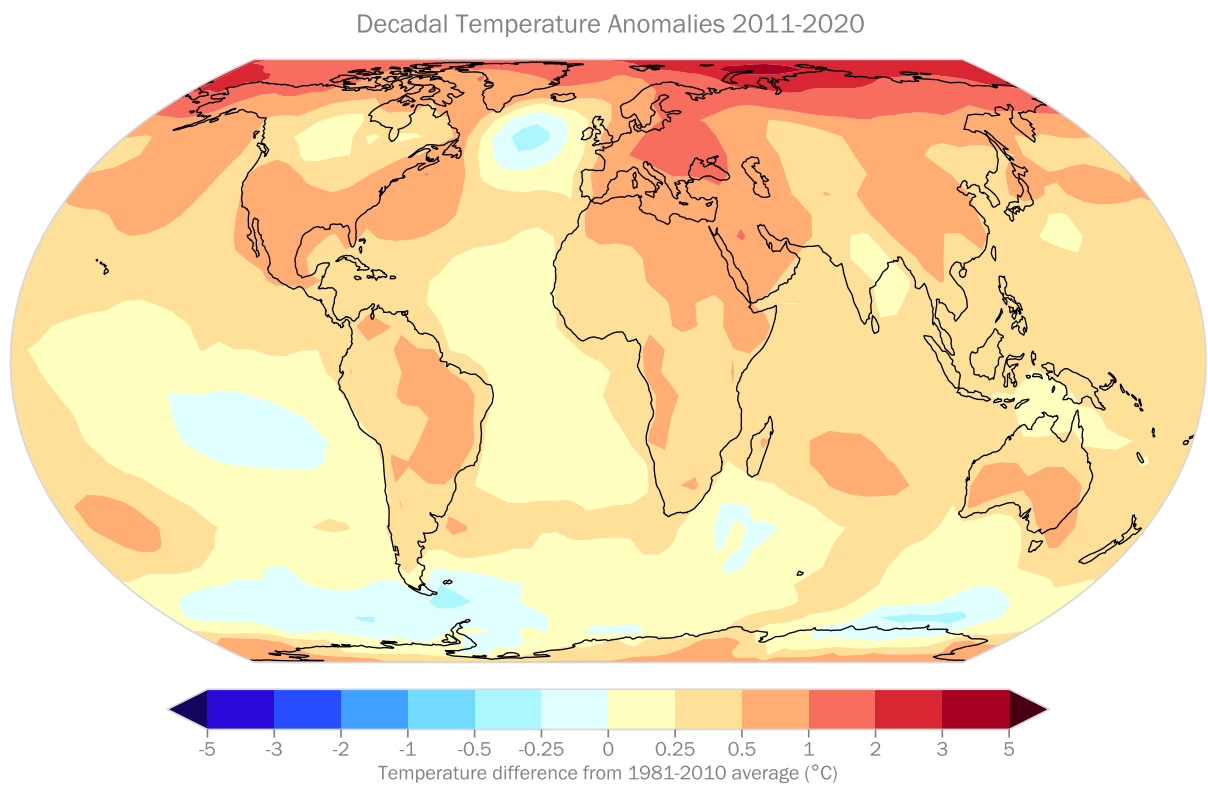 Decadal Temperature Anomalies 2011-2020
-5 -3 -2 -1 -0.5 -0.25 0 0.25 0.5 1 2 3 5
Temperature difference from 1981-2010 average (°C)